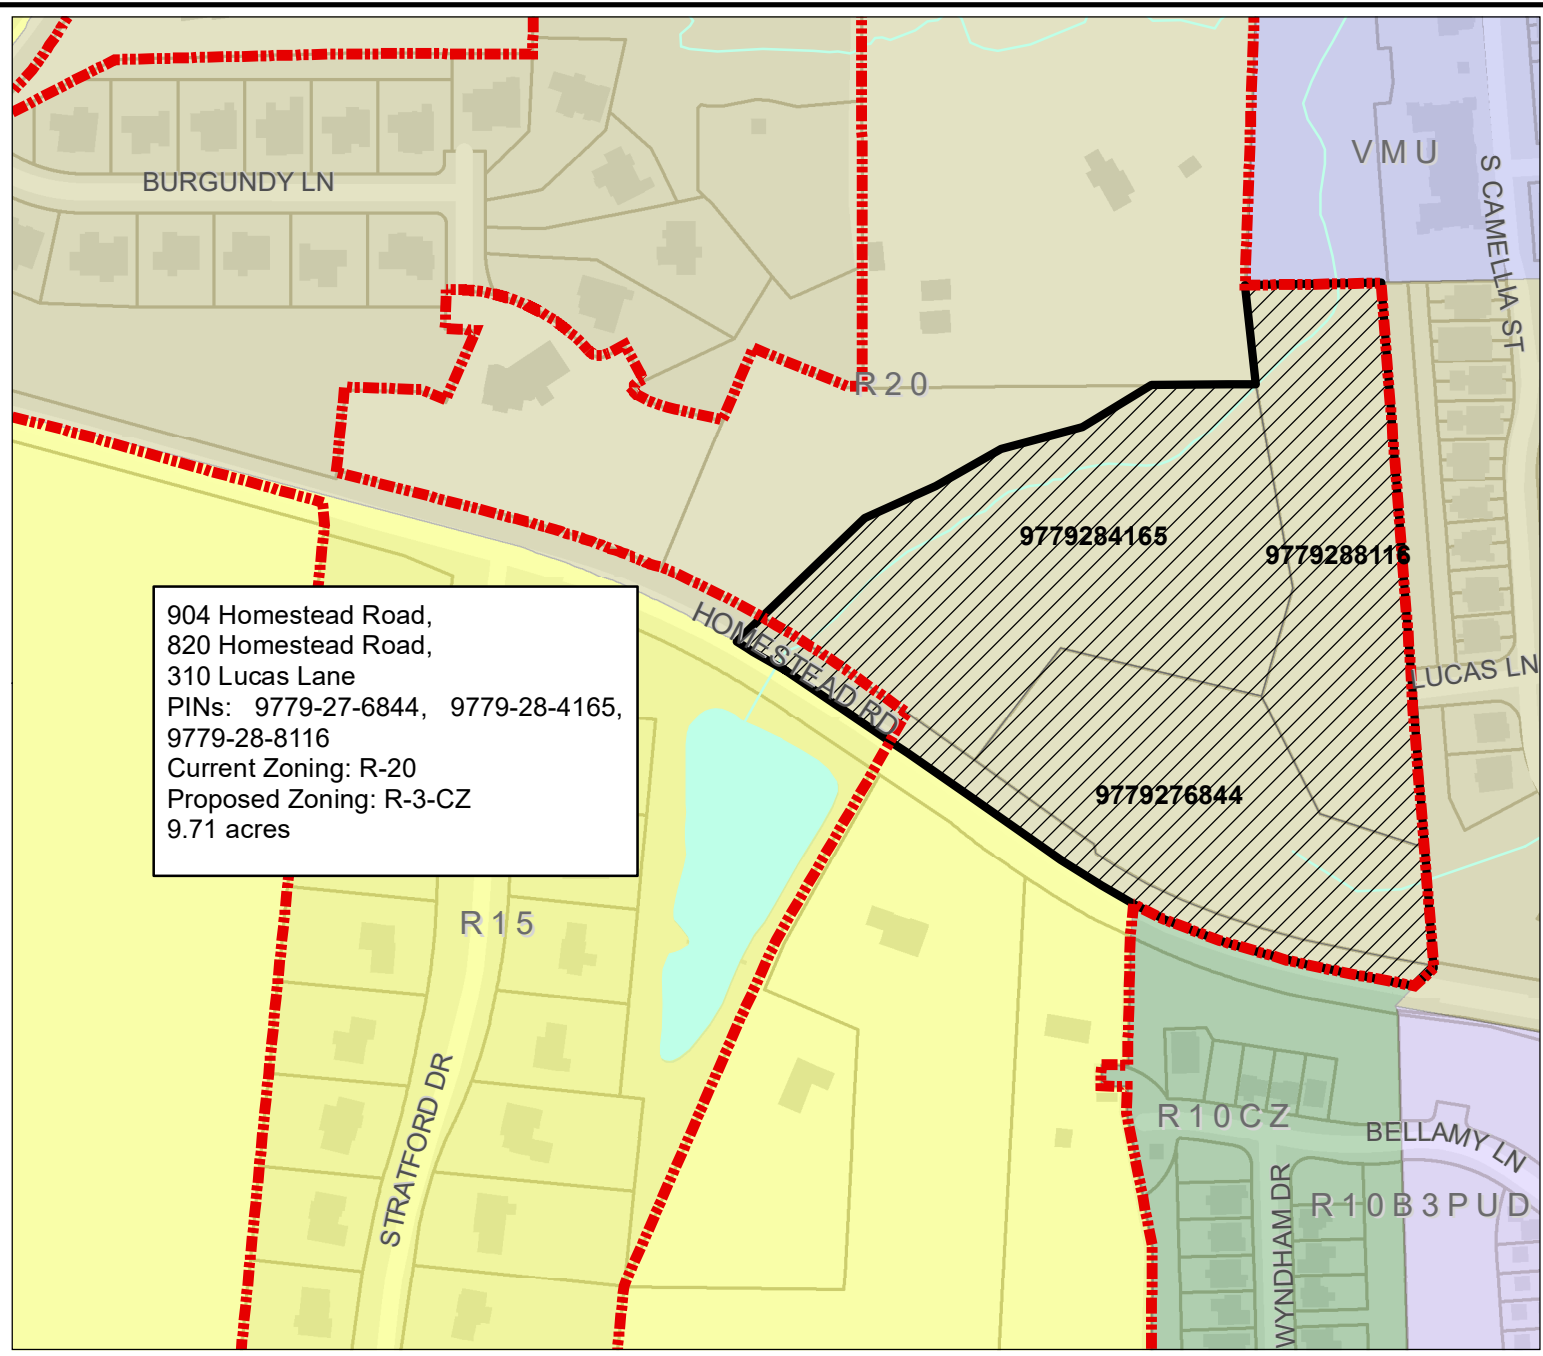 BURGUNDY LN
VMU
S CAMELLIA ST
R20
9779284165
9779288116
904 Homestead Road,
820 Homestead Road,
310 Lucas Lane
PINs: 9779-27-6844, 9779-28-4165,
9779-28-8116
Current Zoning: R-20
Proposed Zoning: R-3-CZ
9.71 acres
HOMESTEAD RD
LUCAS LN
9779276844
R15
STRATFORD DR
R10CZ
BELLAMY LN
WYNDHAM DR
R10B3PUD